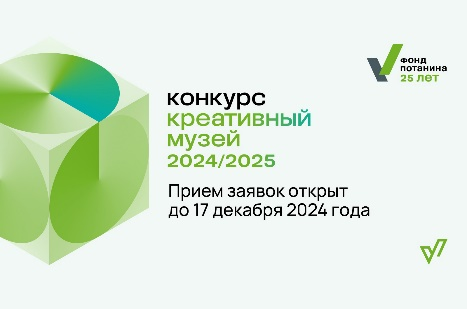 ФОНД
ПОТАНИНА
25 ЛЕТ
конкурс
креативный
музей
2024/2025
Прием заявок открыт
до 17 декабря 2024 года